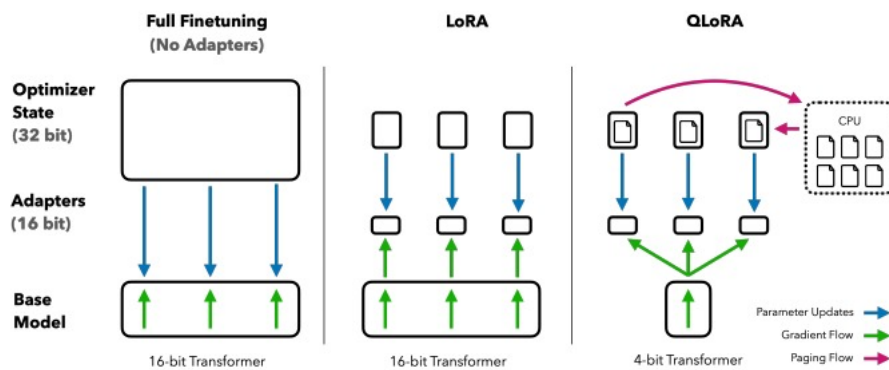 Full Finetuning
(No Adapters)
LoRA
QLoRA
Optimizer
State
(32 bit)
CPU
Adapters
(16 bit)
Base
Model
Parameter Updates
Gradient Flow
Paging Flow
16-bit Transformer
16-bit Transformer
4-bit Transformer